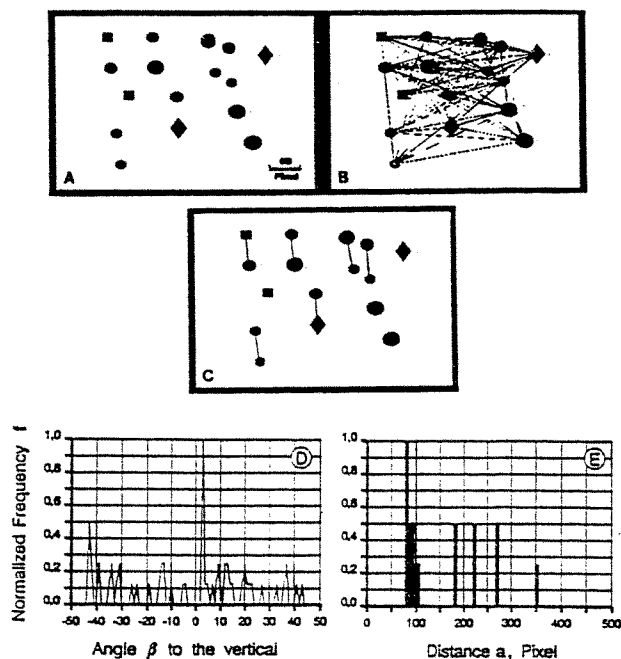 A
Pixel
B
C
Normalized Frequency f
1,0
0,8
0,6
0,4
0,2
0,0
-50 -40 -30 -20 -10 0 10 20 30 40 50
Angle β to the vertical
D
1,0
0,8
0,6
0,4
0,2
0,0
0 100 200 300 400 500
Distance a, Pixel
E